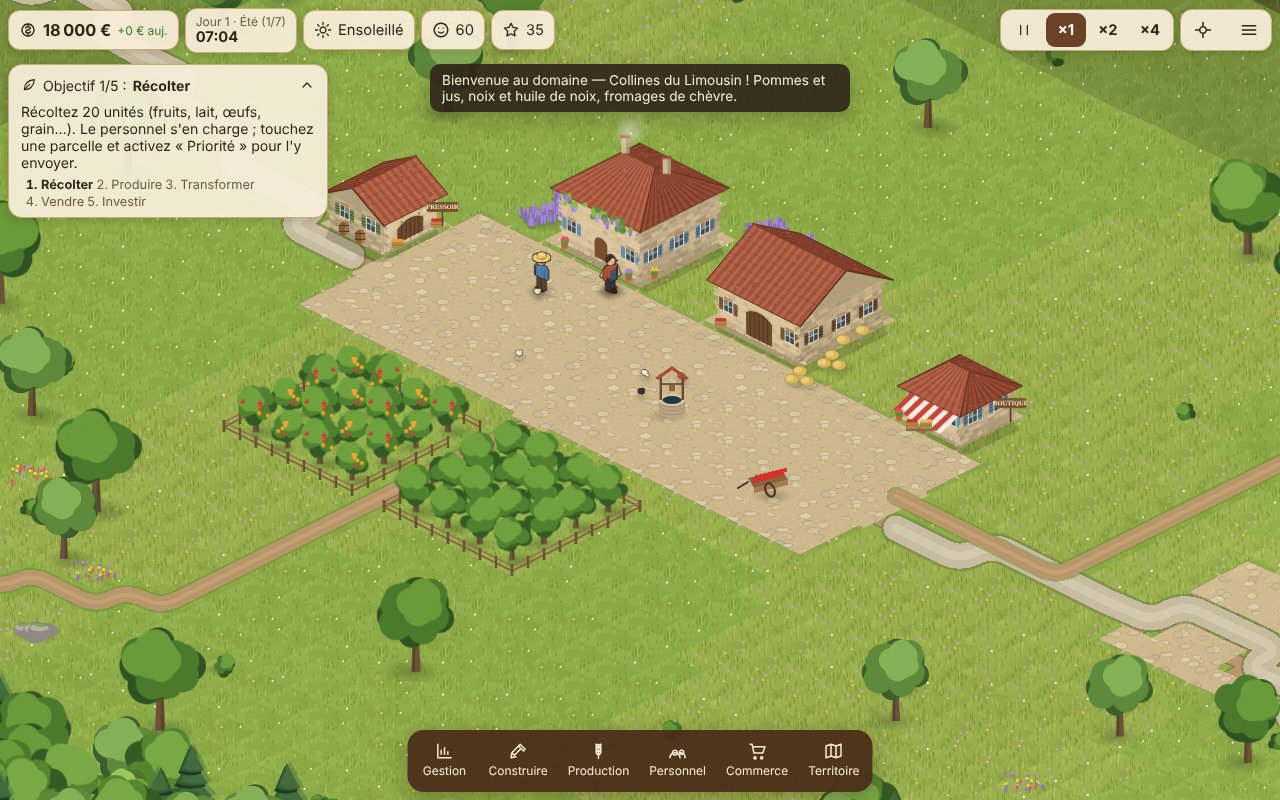 18 000 € +0 € auj.
Jour 1 · Été (1/7)
07:04
Ensoleillé
60
35
×1
×2
×4
Objectif 1/5 : Récolter
Récoltez 20 unités (fruits, lait, œufs,
grain...). Le personnel s'en charge ; touchez
une parcelle et activez « Priorité » pour l'y
envoyer.
1. Récolter 2. Produire 3. Transformer
4. Vendre 5. Investir
Bienvenue au domaine — Collines du Limousin ! Pommes et
jus, noix et huile de noix, fromages de chèvre.
PRESSOIR
BOUTIQUE
Gestion
Construire
Production
Personnel
Commerce
Territoire